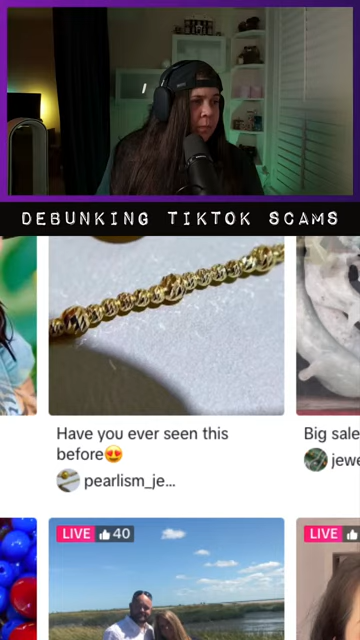 DEBUNKING TIKTOK SCAMS
Have you ever seen this
before😍
Big sale
pearlism_je...
jewe
LIVE 40
LIVE